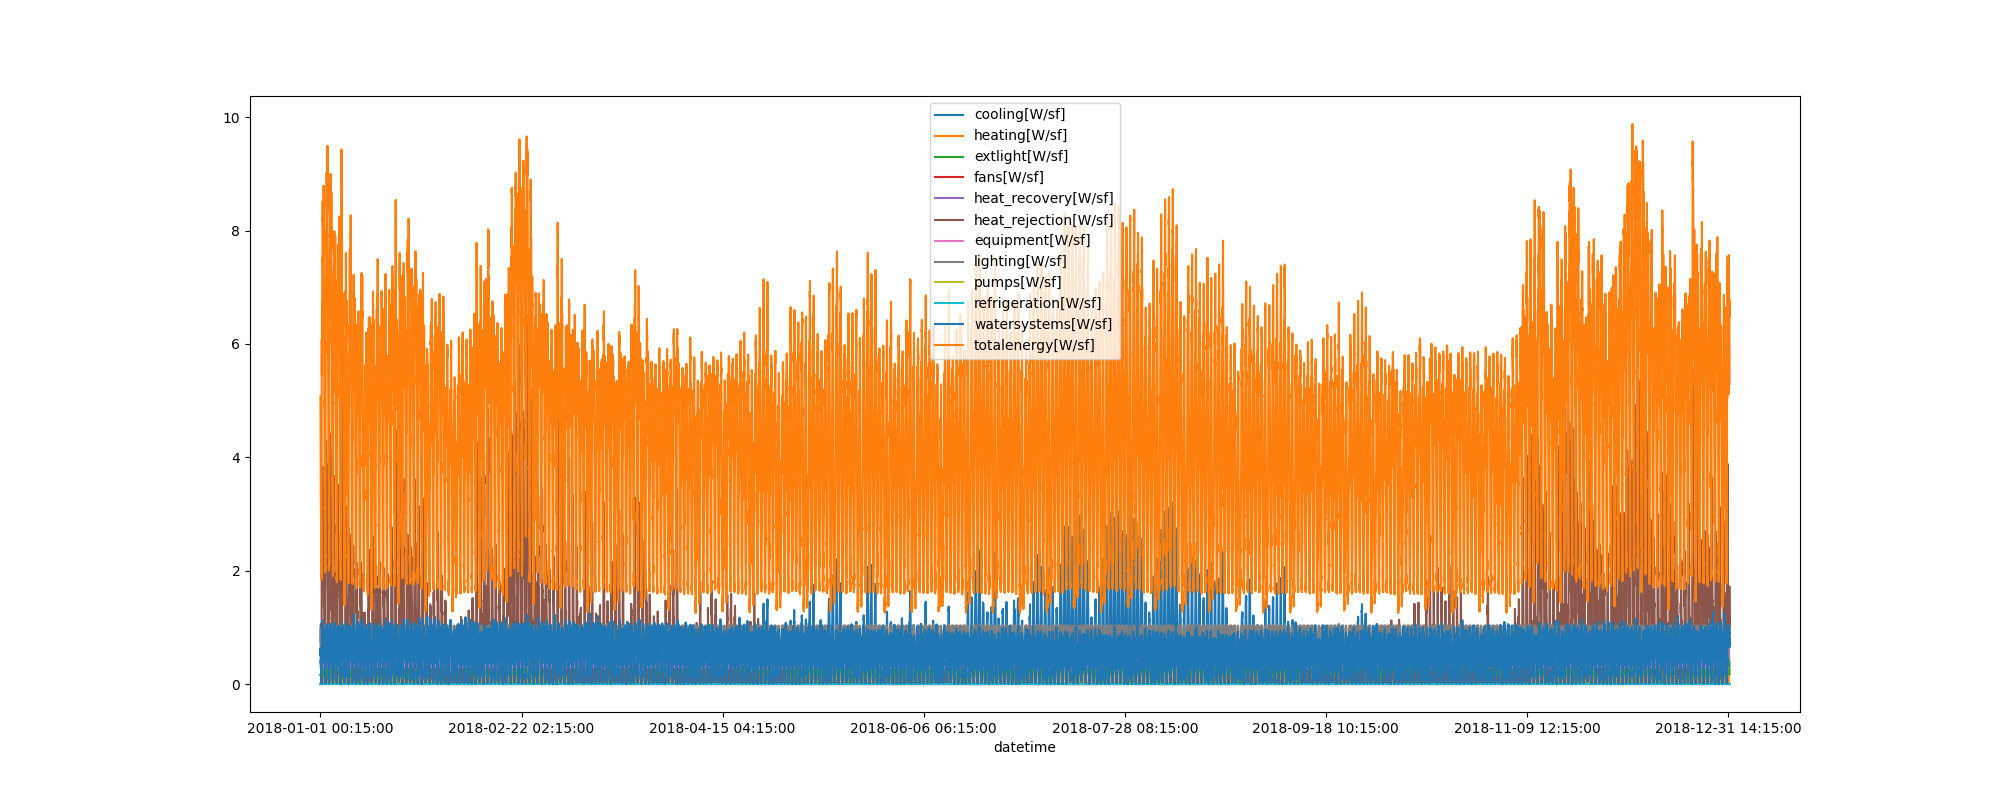 10
8
6
4
2
0
cooling[W/sf]
heating[W/sf]
extlight[W/sf]
fans[W/sf]
heat_recovery[W/sf]
heat_rejection[W/sf]
equipment[W/sf]
lighting[W/sf]
pumps[W/sf]
refrigeration[W/sf]
watersystems[W/sf]
totalenergy[W/sf]
2018-01-01 00:15:00 2018-02-22 02:15:00 2018-04-15 04:15:00 2018-06-06 06:15:00 2018-07-28 08:15:00 2018-09-18 10:15:00 2018-11-09 12:15:00 2018-12-31 14:15:00
datetime